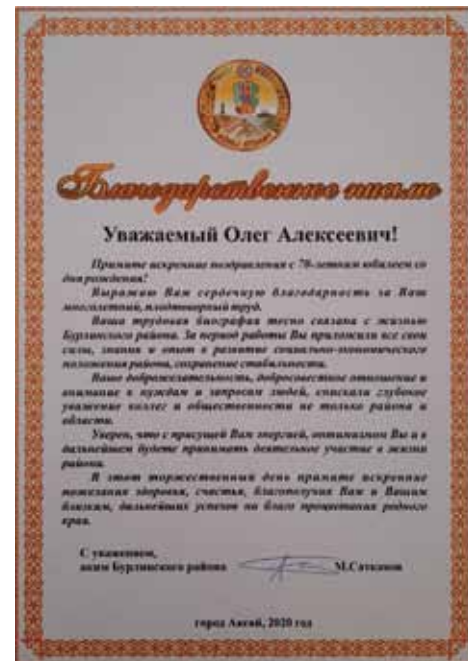 Благодарственное письмо
Уважаемый Олег Алексеевич!
Примите искренние поздравления с 70-летним юбилеем со
дня рождения!
Выражаю Вам сердечную благодарность за Ваш
многолетний, плодотворный труд.
Ваша трудовая биография тесно связана с жизнью
Бурлинского района. За период работы Вы приложили все свои
силы, знания и опыт в развитие социально-экономического
положения района, сохранение стабильности.
Ваше доброжелательность, добросовестное отношение и
внимание к нуждам и запросам людей, снискали глубокое
уважение коллег и общественности не только района и
области.
Уверен, что с присущей Вам энергией, оптимизмом Вы и в
дальнейшем будете принимать деятельное участие в жизни
района.
В этот торжественный день примите искренние
пожелания здоровья, счастья, благополучия Вам и Вашим
близким, дальнейших успехов на благо процветания родного
края.
С уважением,
аким Бурлинского района М.Сатканов
город Аксай, 2020 год